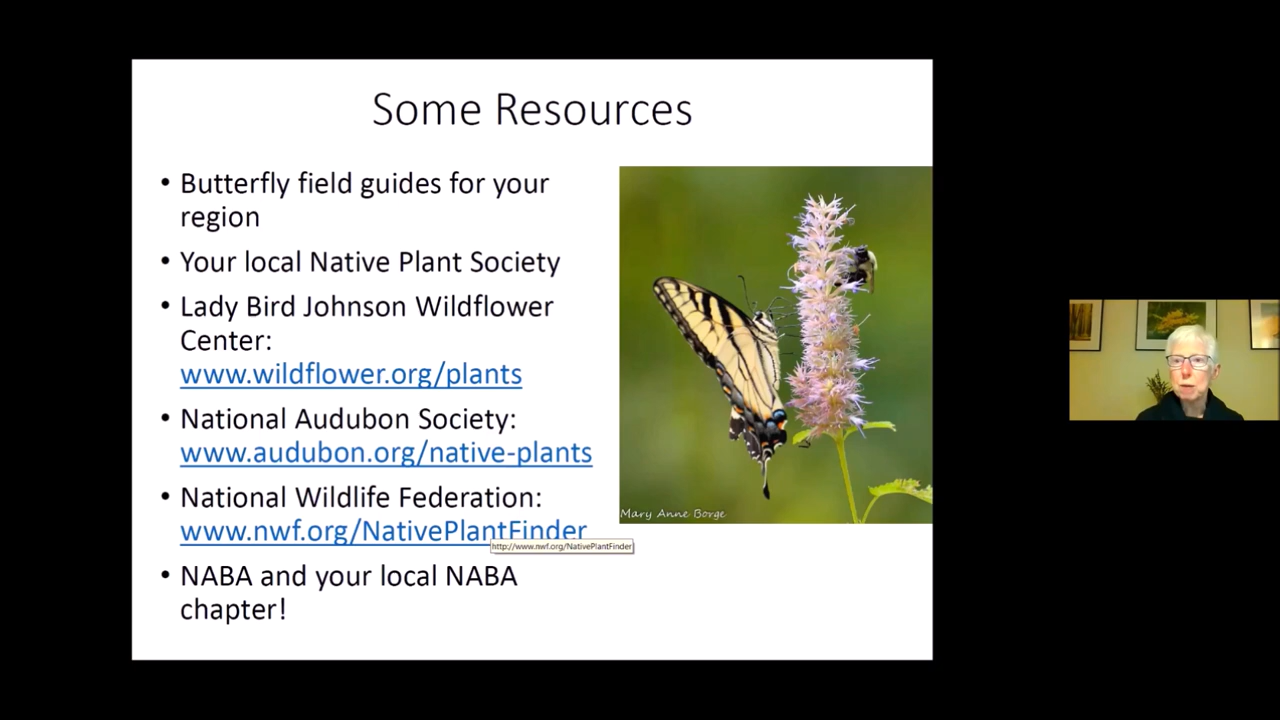 Some Resources
• Butterfly field guides for your
region
• Your local Native Plant Society
• Lady Bird Johnson Wildflower
Center:
www.wildflower.org/plants
• National Audubon Society:
www.audubon.org/native-plants
• National Wildlife Federation:
www.nwf.org/NativePlantFinder
http://www.nwf.org/NativePlantFinder
• NABA and your local NABA
chapter!
Mary Anne Borge